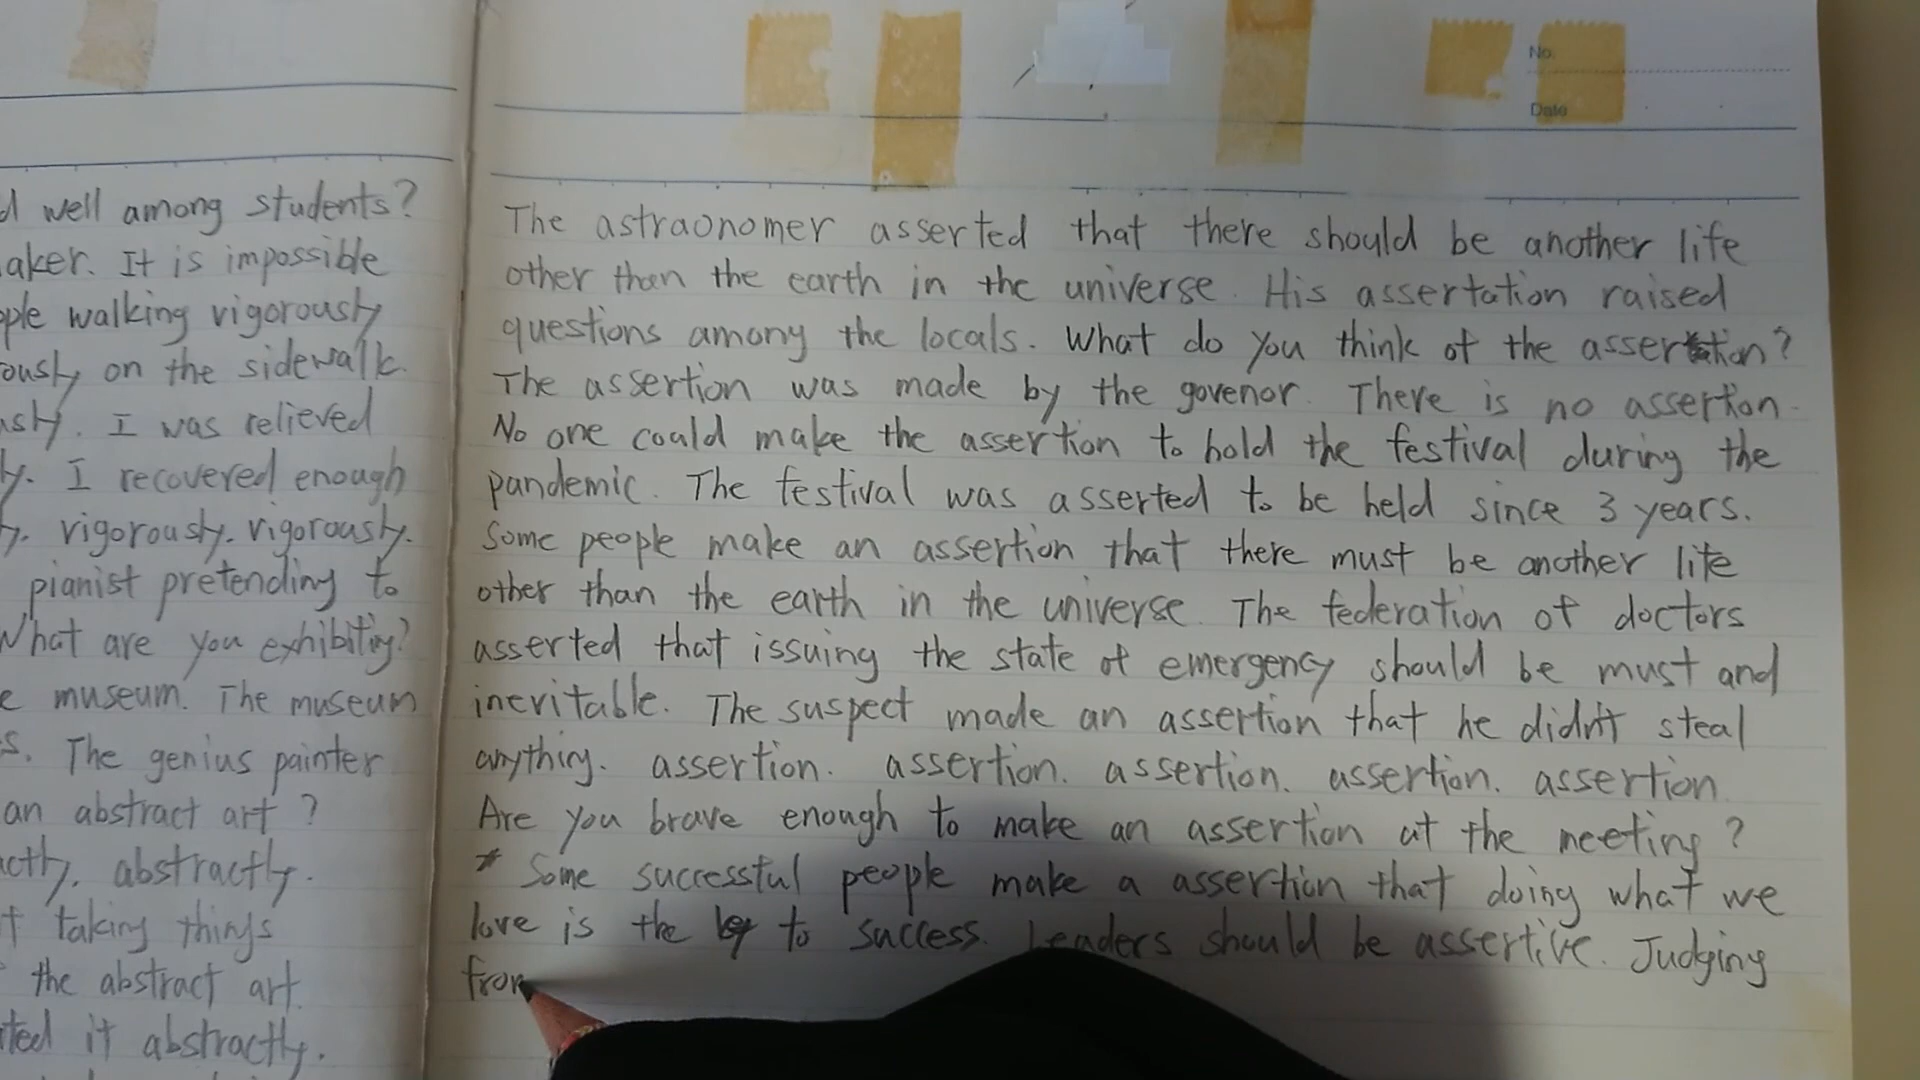 d well among students?
aker. It is impossible
ople walking vigorously
ously on the sidewalk.
usly. I was relieved
ly. I recovered enough
y. vigorously. vigorously.
pianist pretending to
What are you exhibiting?
e museum. The museum
s. The genius painter
an abstract art ?
actly, abstractly.
f taking things
the abstract art.
ted it abstractly.
No.
Date
The astraonomer asserted that there should be another life
other than the earth in the universe. His assertation raised
questions among the locals. What do you think of the assertation?
The assertion was made by the govenor. There is no assertion.
No one could make the assertion to hold the festival during the
pandemic. The festival was asserted to be held since 3 years.
Some people make an assertion that there must be another life
other than the earth in the universe. The federation of doctors
asserted that issuing the state of emergency should be must and
inevitable. The suspect made an assertion that he didn't steal
anything. assertion. assertion. assertion. assertion. assertion.
Are you brave enough to make an assertion at the meeting ?
* Some successful people make a assertion that doing what we
love is the to success. Leaders should be assertive. Judging
from